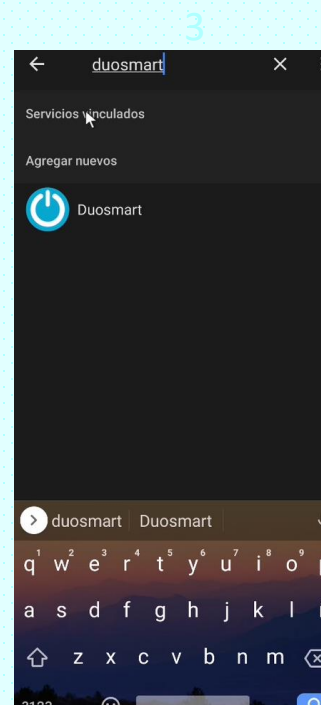 3
duosmart
Servicios vinculados
Agregar nuevos
Duosmart
duosmart Duosmart
1 2 3 4 5 6 7 8 9
q w e r t y u i o
a s d f g h j k l
z x c v b n m